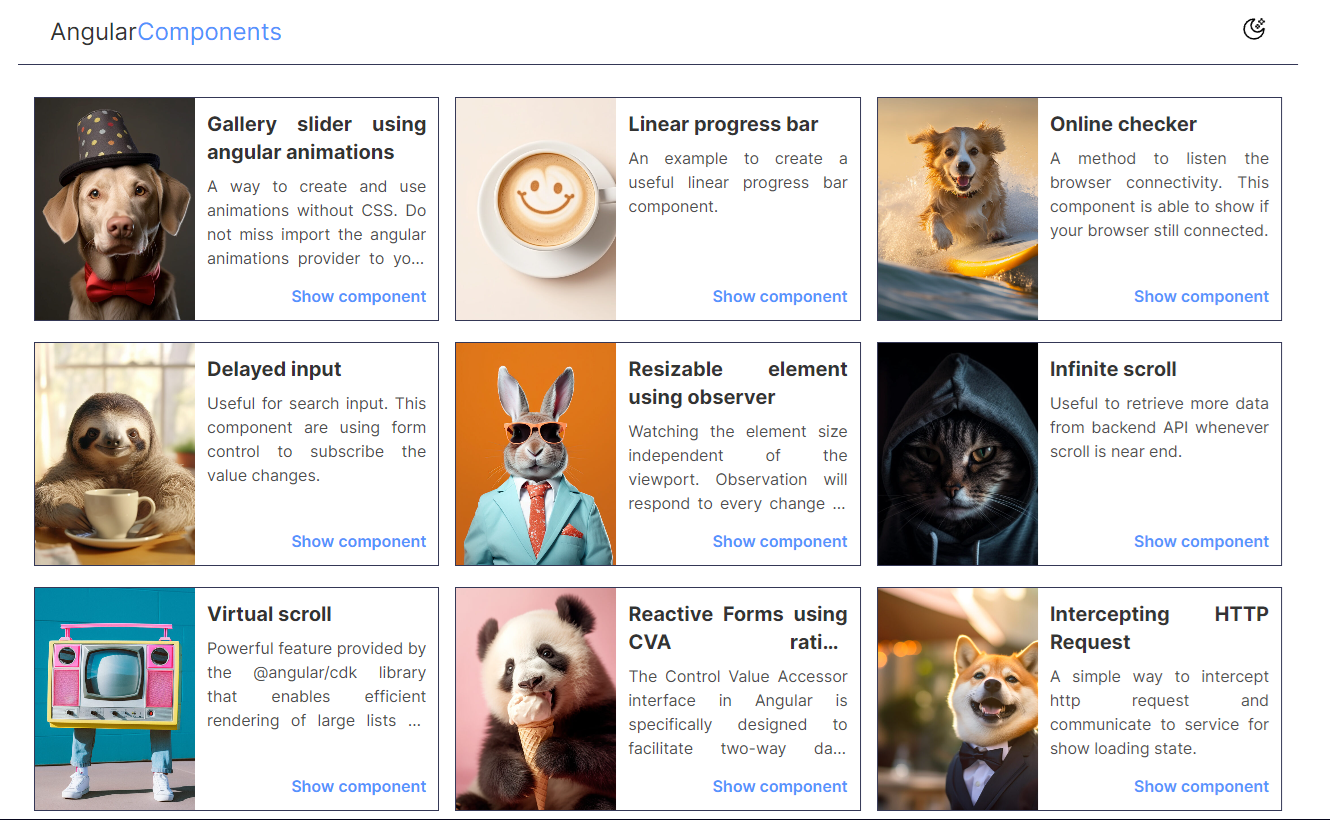 AngularComponents
Gallery slider using
angular animations
A way to create and use
animations without CSS. Do
not miss import the angular
animations provider to yo...
Show component
Linear progress bar
An example to create a
useful linear progress bar
component.
Show component
Online checker
A method to listen the
browser connectivity. This
component is able to show if
your browser still connected.
Show component
Delayed input
Useful for search input. This
component are using form
control to subscribe the
value changes.
Show component
Resizable element
using observer
Watching the element size
independent of the
viewport. Observation will
respond to every change ...
Show component
Infinite scroll
Useful to retrieve more data
from backend API whenever
scroll is near end.
Show component
Virtual scroll
Powerful feature provided by
the @angular/cdk library
that enables efficient
rendering of large lists ...
Show component
Reactive Forms using
CVA rati...
The Control Value Accessor
interface in Angular is
specifically designed to
facilitate two-way da...
Show component
Intercepting HTTP
Request
A simple way to intercept
http request and
communicate to service for
show loading state.
Show component